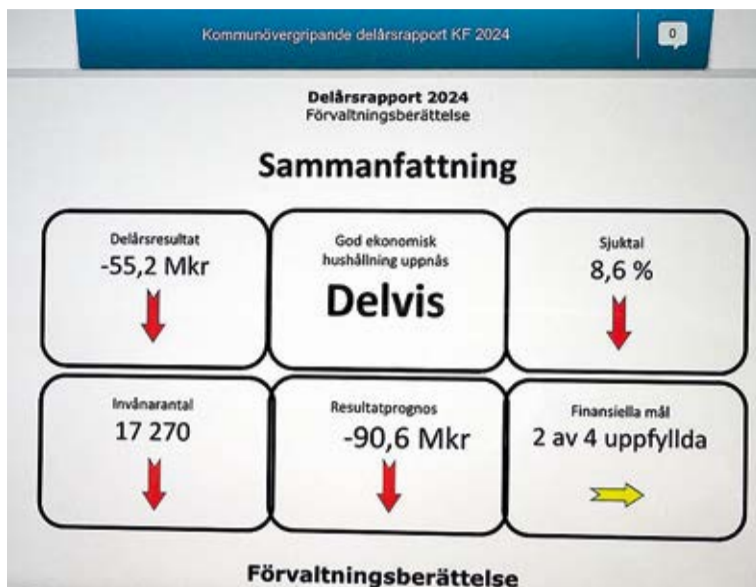 Kommunövergripande delårsrapport KF 2024
0
Delårsrapport 2024
Förvaltningsberättelse
Sammanfattning
Delårsresultat
-55,2 Mkr
God ekonomisk
hushållning uppnås
Delvis
Sjuktal
8,6 %
Invånarantal
17 270
Resultatprognos
-90,6 Mkr
Finansiella mål
2 av 4 uppfyllda
Förvaltningsberättelse